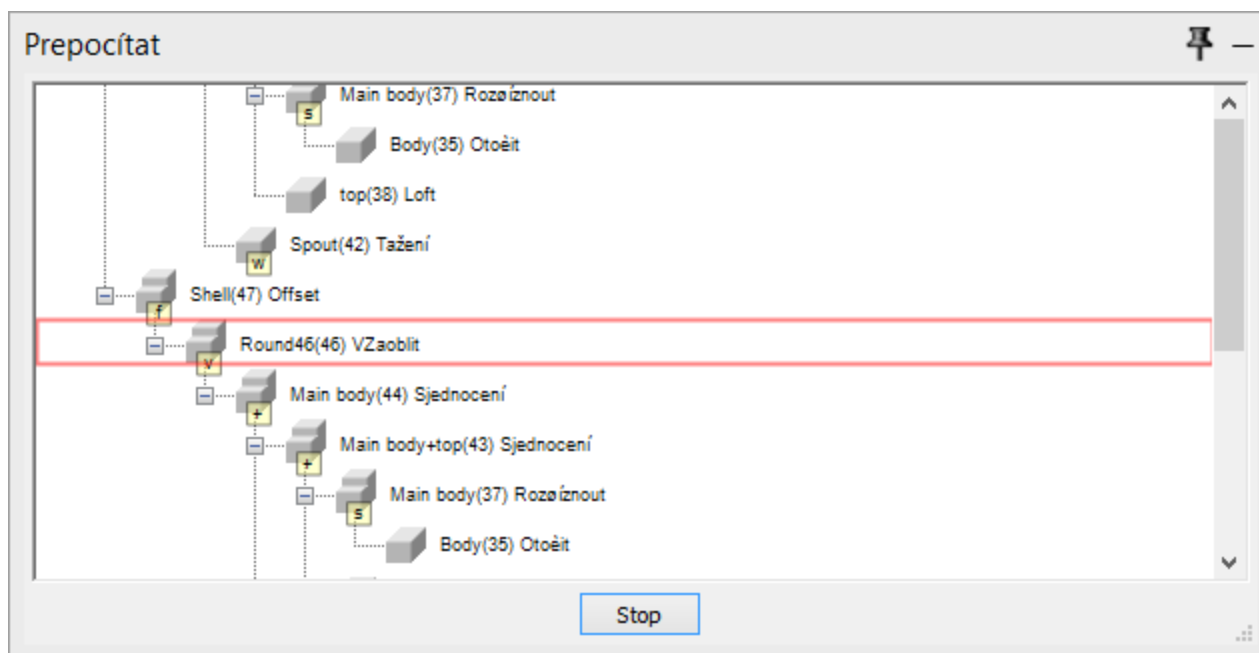 Prepocítat
Main body(37) Rozøíznout
s
Body(35) Otoèit
top(38) Loft
Spout(42) Tažení
w
Shell(47) Offset
f
Round46(46) VZaoblit
v
Main body(44) Sjednocení
+
Main body+top(43) Sjednocení
+
Main body(37) Rozøíznout
s
Body(35) Otoèit
Stop